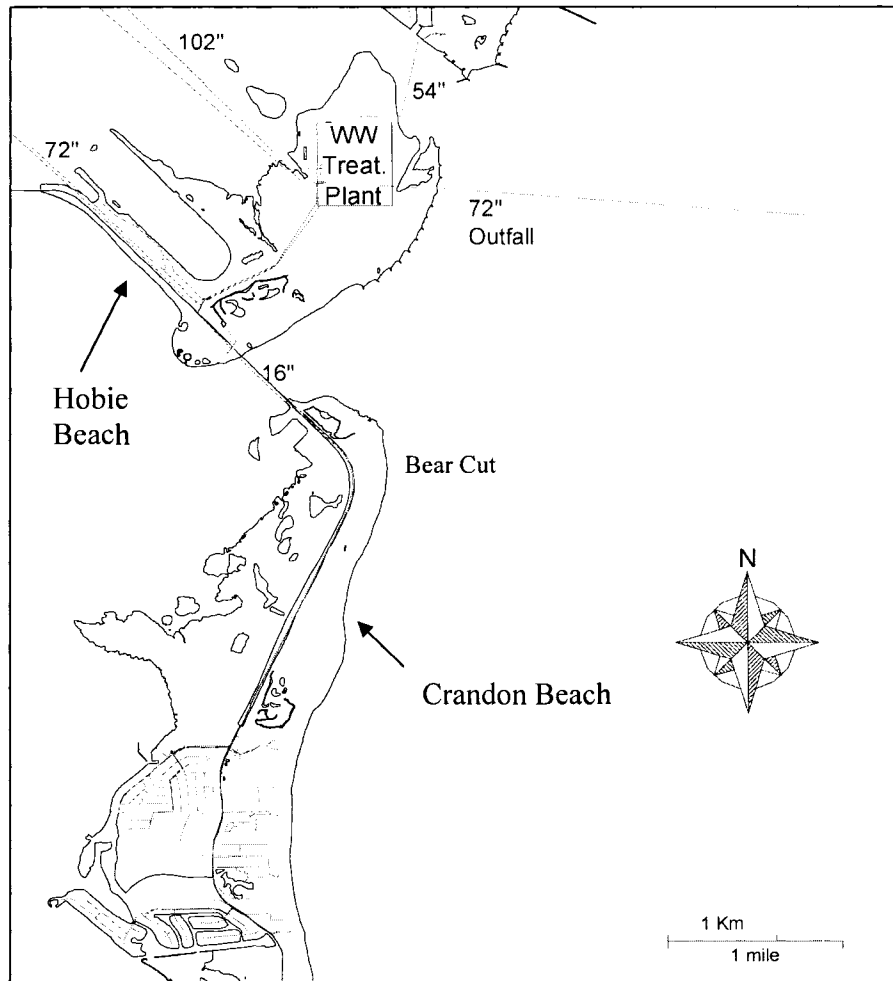 102"
54"
WW
Treat.
Plant
72"
72"
Outfall
16"
Hobie
Beach
Bear Cut
N
Crandon Beach
1 Km
1 mile